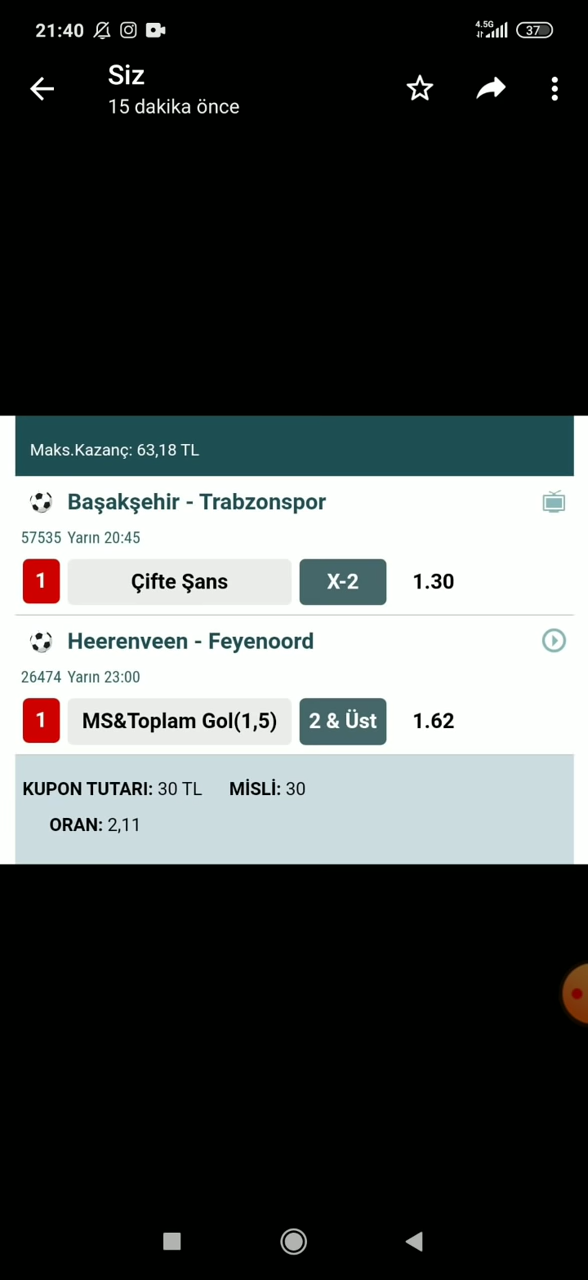 21:40 4.5G 37
Siz
15 dakika önce
Maks.Kazanç: 63,18 TL
Başakşehir - Trabzonspor
57535 Yarın 20:45
1 Çifte Şans X-2 1.30
Heerenveen - Feyenoord
26474 Yarın 23:00
1 MS&Toplam Gol(1,5) 2 & Üst 1.62
KUPON TUTARI: 30 TL MİSLİ: 30
ORAN: 2,11